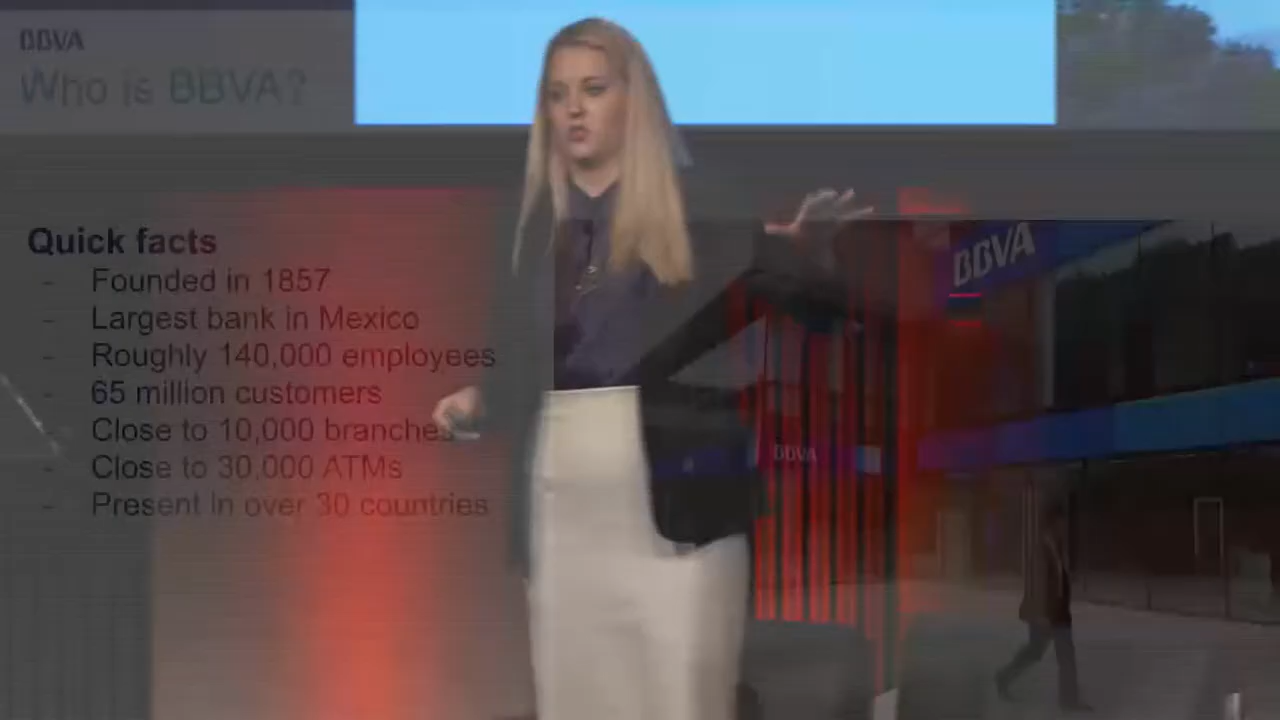 BBVA
Who is BBVA?
Quick facts
- Founded in 1857
- Largest bank in Mexico
- Roughly 140,000 employees
- 65 million customers
- Close to 10,000 branches
- Close to 30,000 ATMs
- Present in over 30 countries
BBVA
BBVA